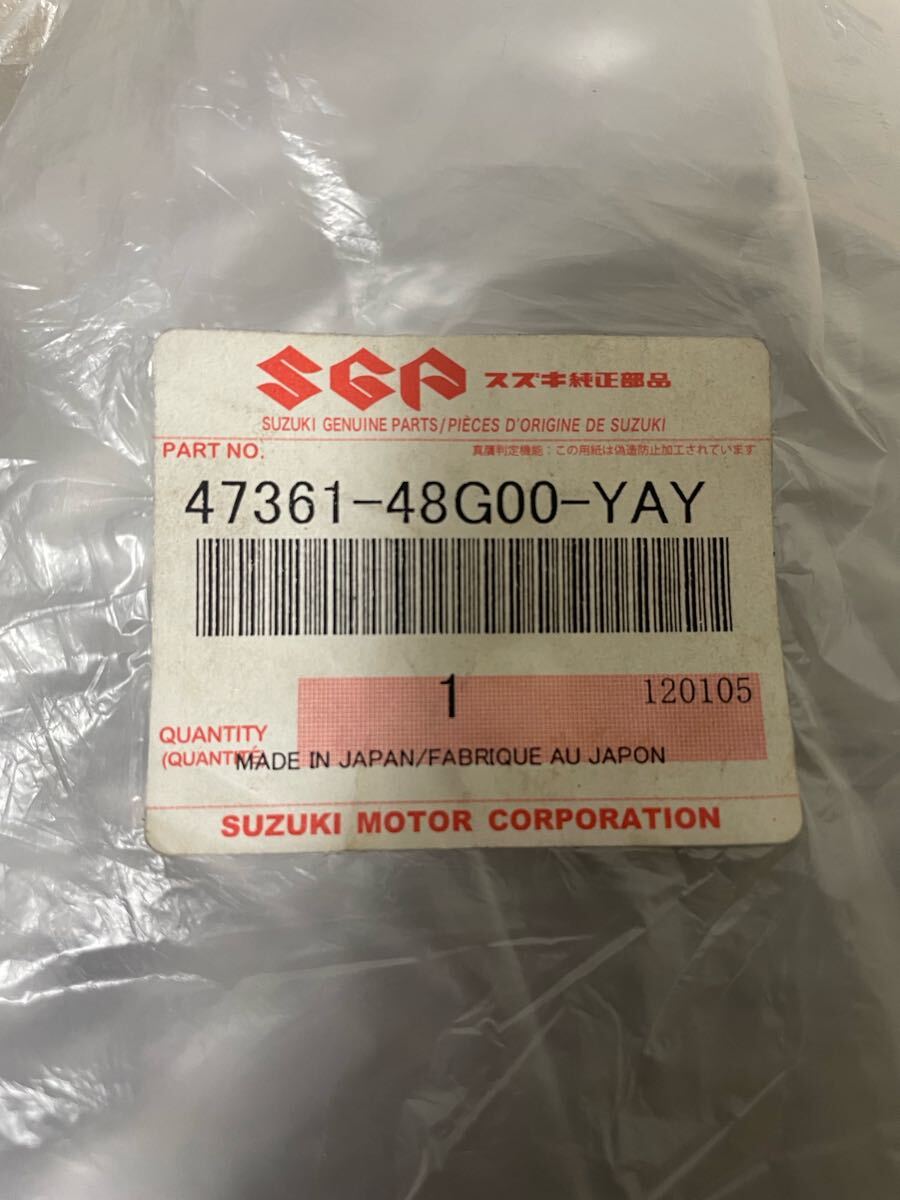 SGP スズキ純正部品
SUZUKI GENUINE PARTS/PIÈCES D'ORIGINE DE SUZUKI
PART NO. 真贋判定機能：この用紙は偽造防止加工されています
47361-48G00-YAY
1 120105
QUANTITY
(QUANTITÉ)
MADE IN JAPAN/FABRIQUE AU JAPON
SUZUKI MOTOR CORPORATION